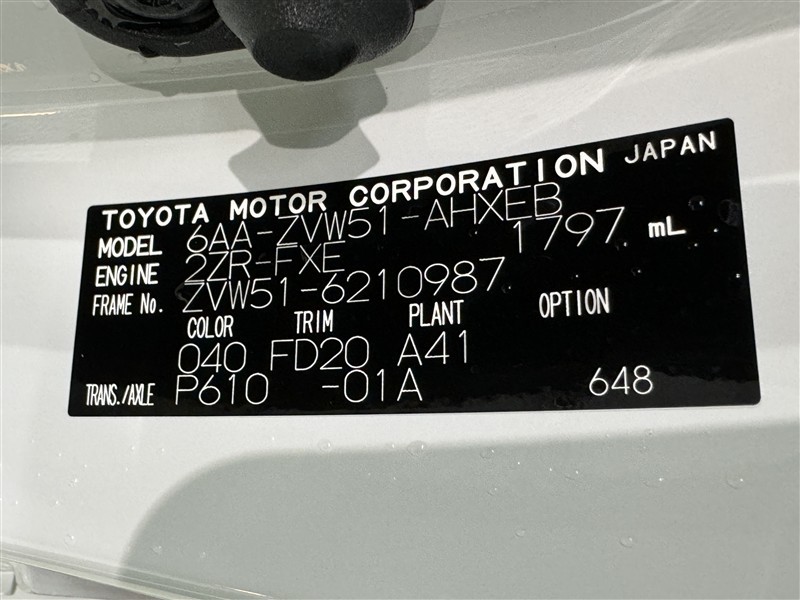 TOYOTA MOTOR CORPORATION JAPAN
MODEL 6AA-ZVW51-AHXEB
ENGINE 2ZR-FXE 1797 mL
FRAME No. ZVW51-6210987
COLOR TRIM PLANT OPTION
040 FD20 A41
TRANS./AXLE P610 -01A 648